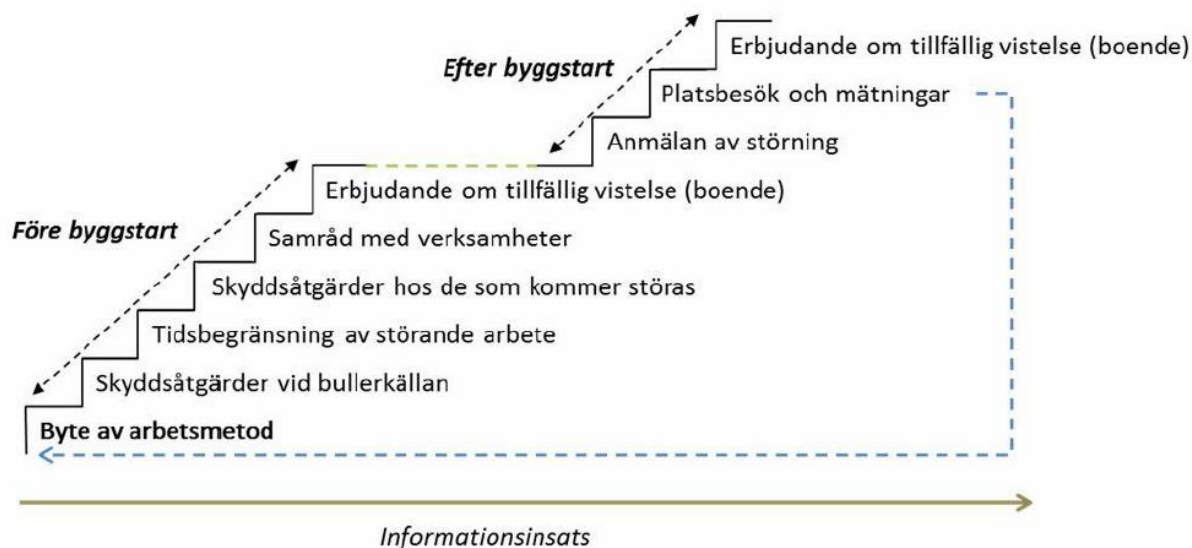 Erbjudande om tillfällig vistelse (boende)
Efter byggstart
Platsbesök och mätningar
Anmälan av störning
Erbjudande om tillfällig vistelse (boende)
Före byggstart
Samråd med verksamheter
Skyddsåtgärder hos de som kommer störas
Tidsbegränsning av störande arbete
Skyddsåtgärder vid bullerkällan
Byte av arbetsmetod
Informationsinsats